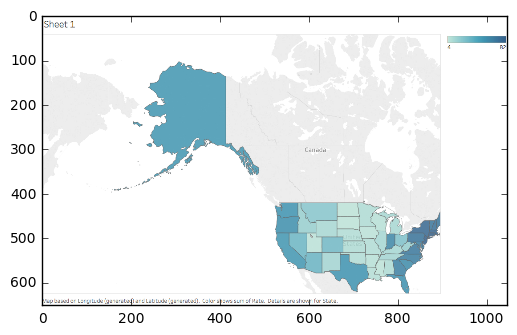 Sheet 1
4 82
Canada
Map based on Longitude (generated) and Latitude (generated). Color shows sum of Rate. Details are shown for State.
0
100
200
300
400
500
600
0 200 400 600 800 1000